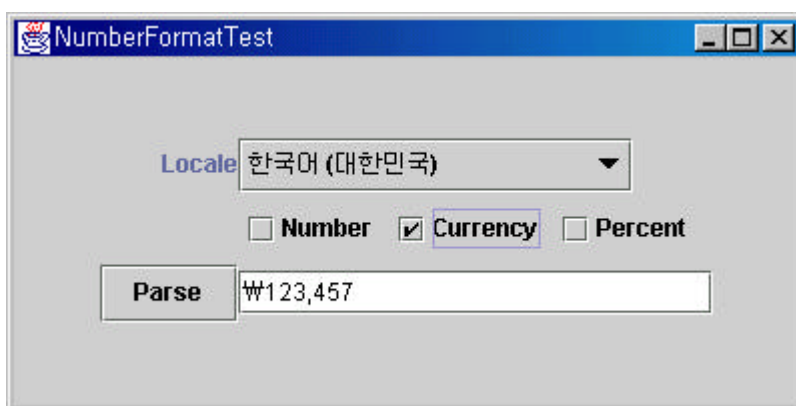 NumberFormatTest
Locale 한국어 (대한민국)
Number Currency Percent
Parse ₩123,457